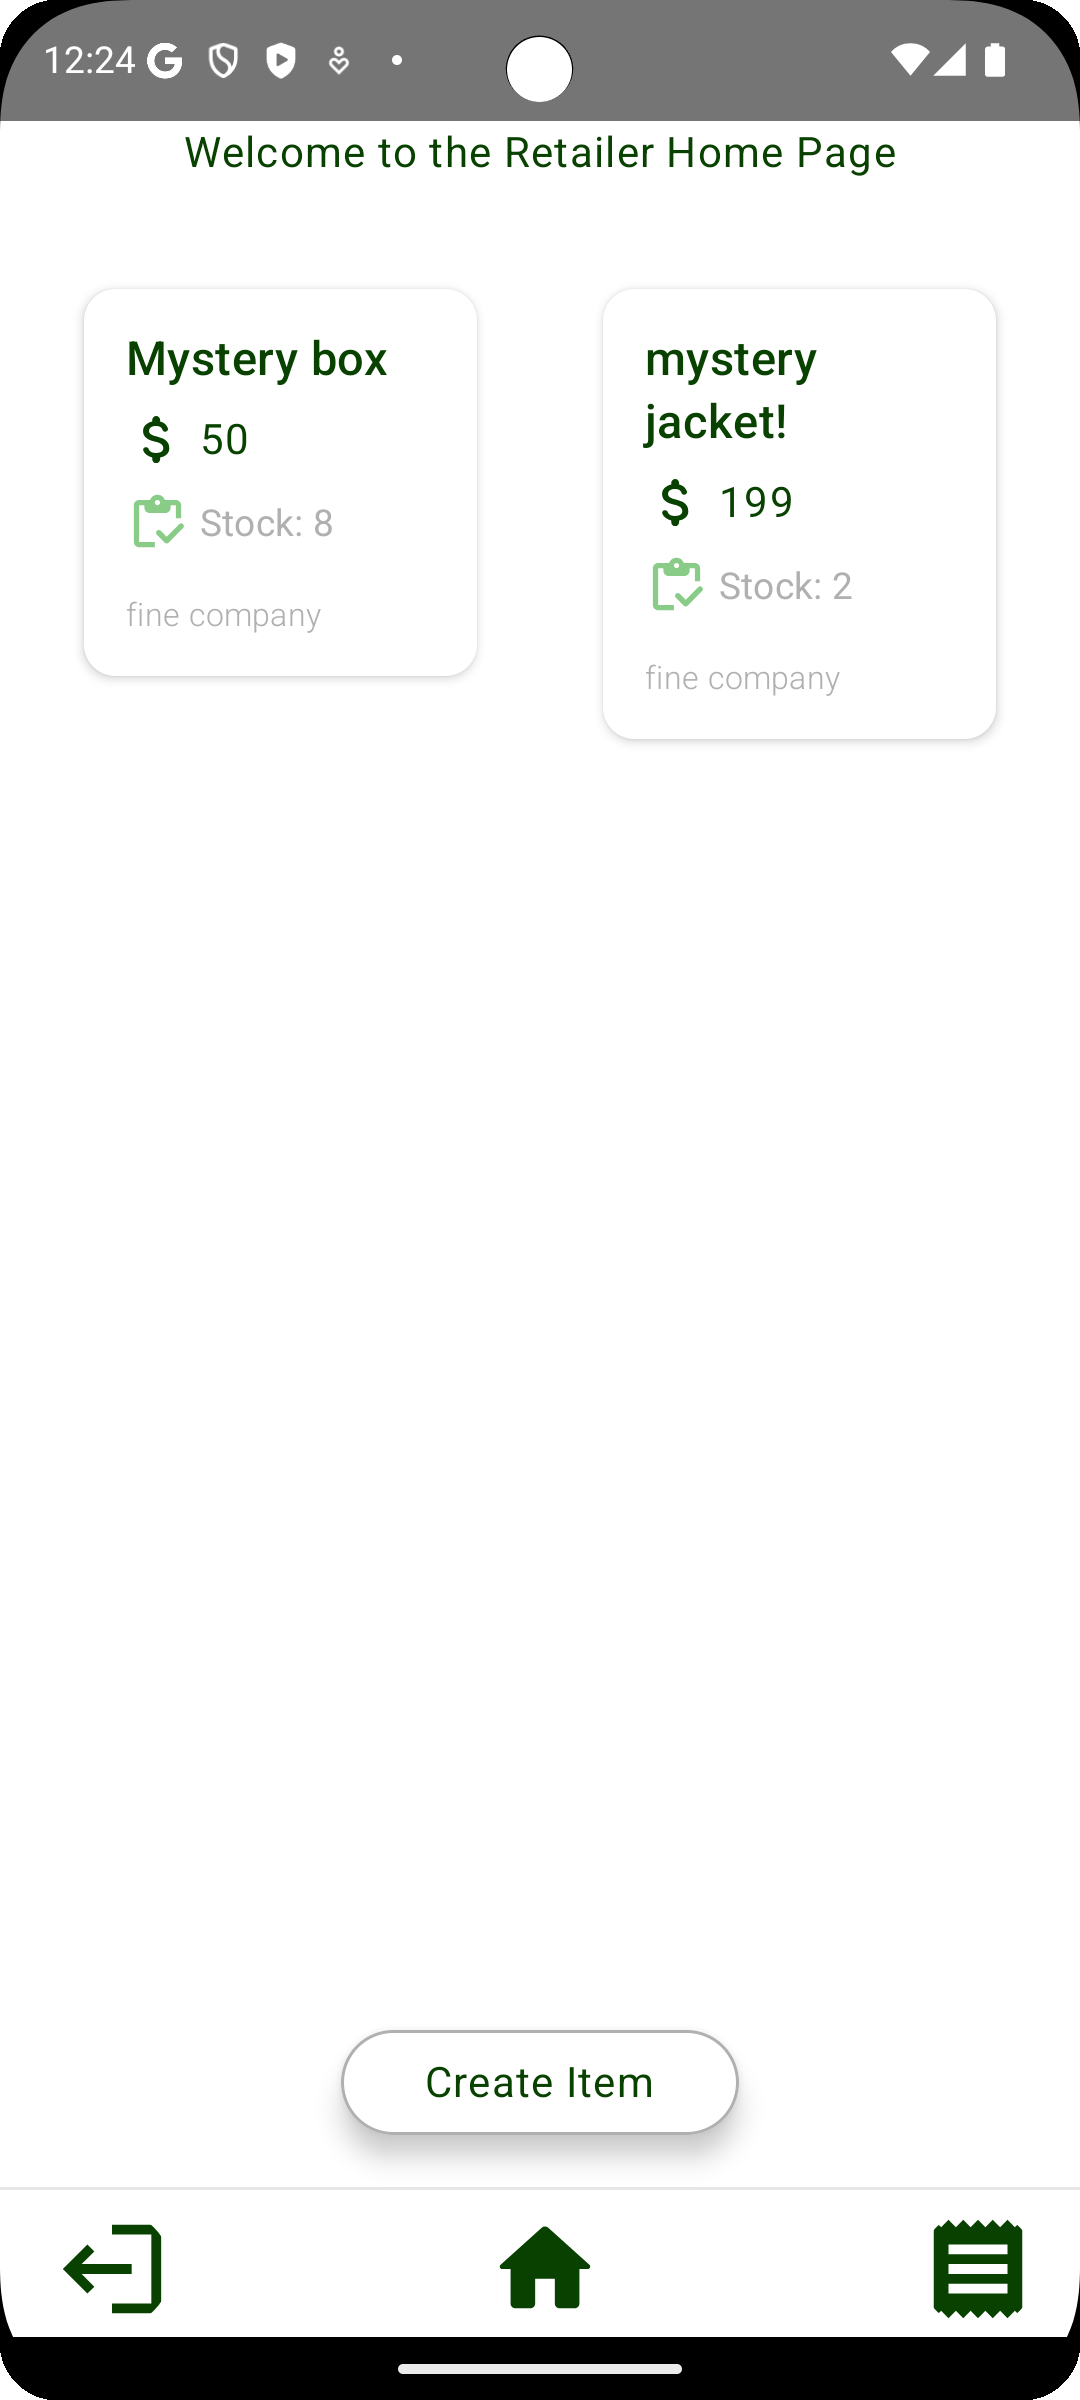 12:24
Welcome to the Retailer Home Page
Mystery box
$ 50
Stock: 8
fine company
mystery
jacket!
$ 199
Stock: 2
fine company
Create Item